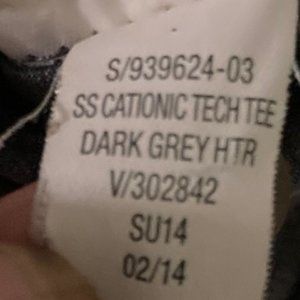 S/939624-03
SS CATIONIC TECH TEE
DARK GREY HTR
V/302842
SU14
02/14